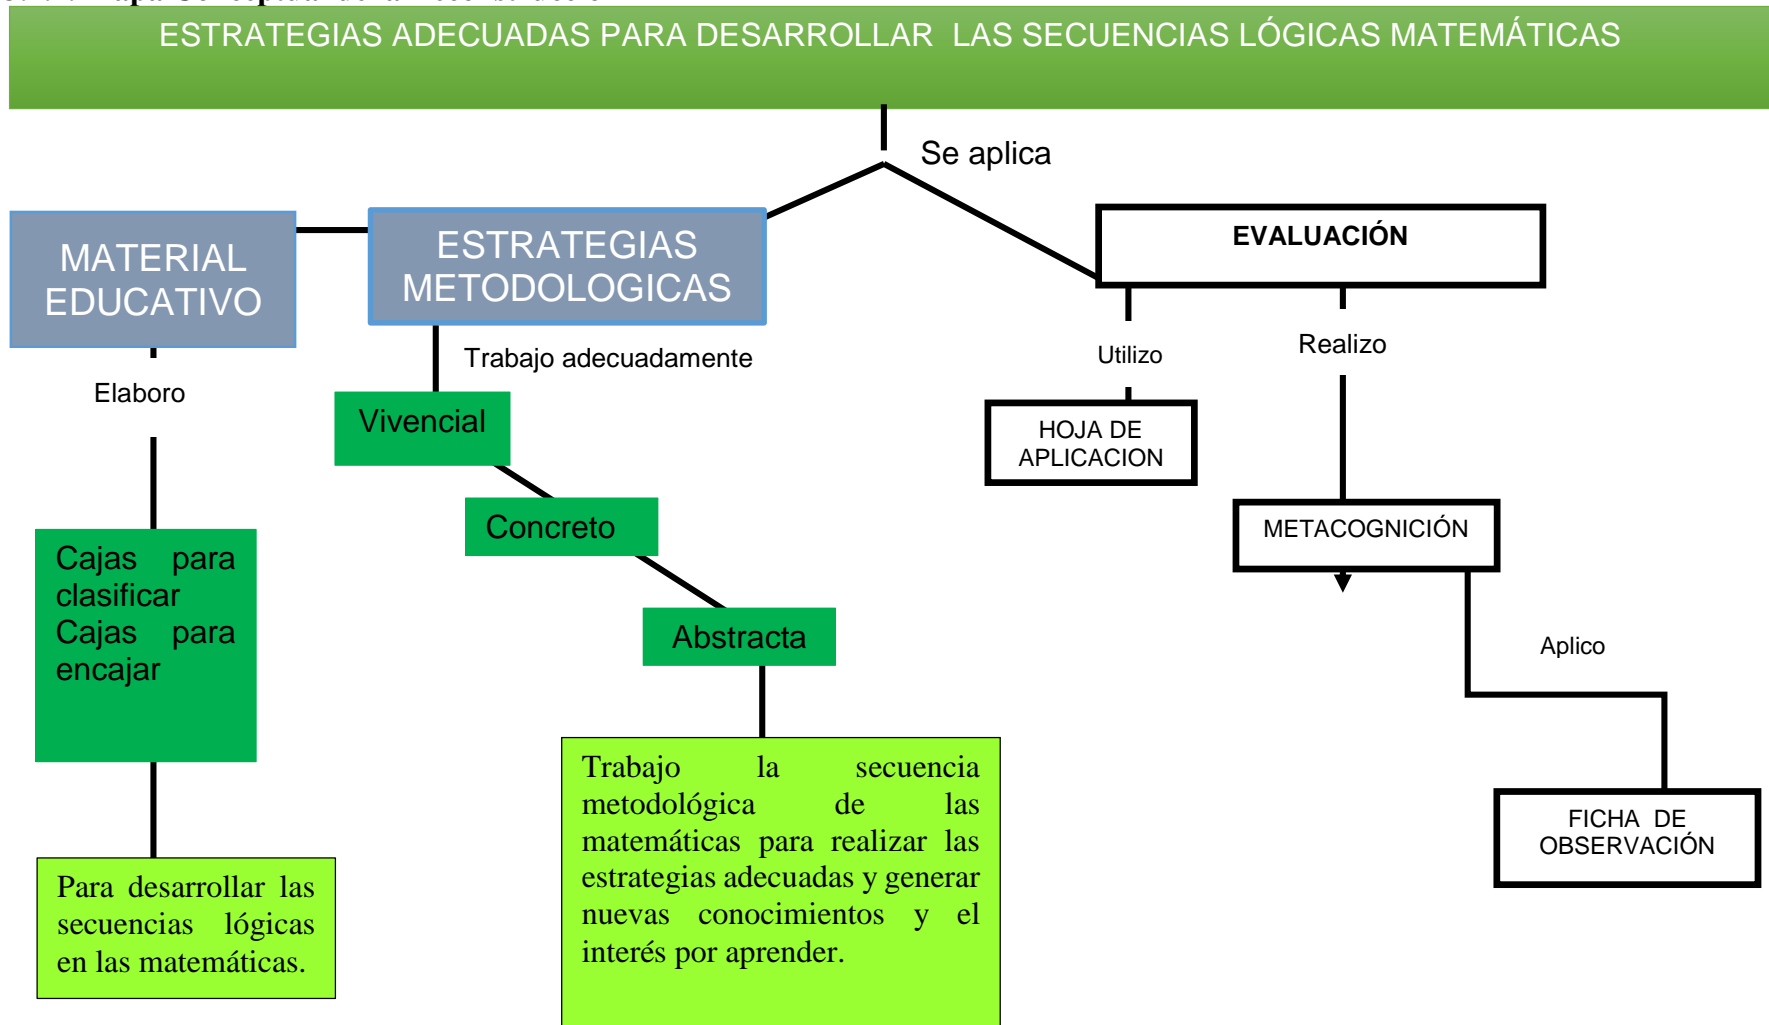 ESTRATEGIAS ADECUADAS PARA DESARROLLAR LAS SECUENCIAS LÓGICAS MATEMÁTICAS
Se aplica
MATERIAL
EDUCATIVO
ESTRATEGIAS
METODOLOGICAS
EVALUACIÓN
Elaboro
Trabajo adecuadamente
Utilizo
Realizo
Vivencial
HOJA DE
APLICACION
Concreto
METACOGNICIÓN
Cajas para
clasificar
Cajas para
encajar
Abstracta
Aplico
Trabajo la secuencia
metodológica de las
matemáticas para realizar las
estrategias adecuadas y generar
nuevas conocimientos y el
interés por aprender.
FICHA DE
OBSERVACIÓN
Para desarrollar las
secuencias lógicas
en las matemáticas.